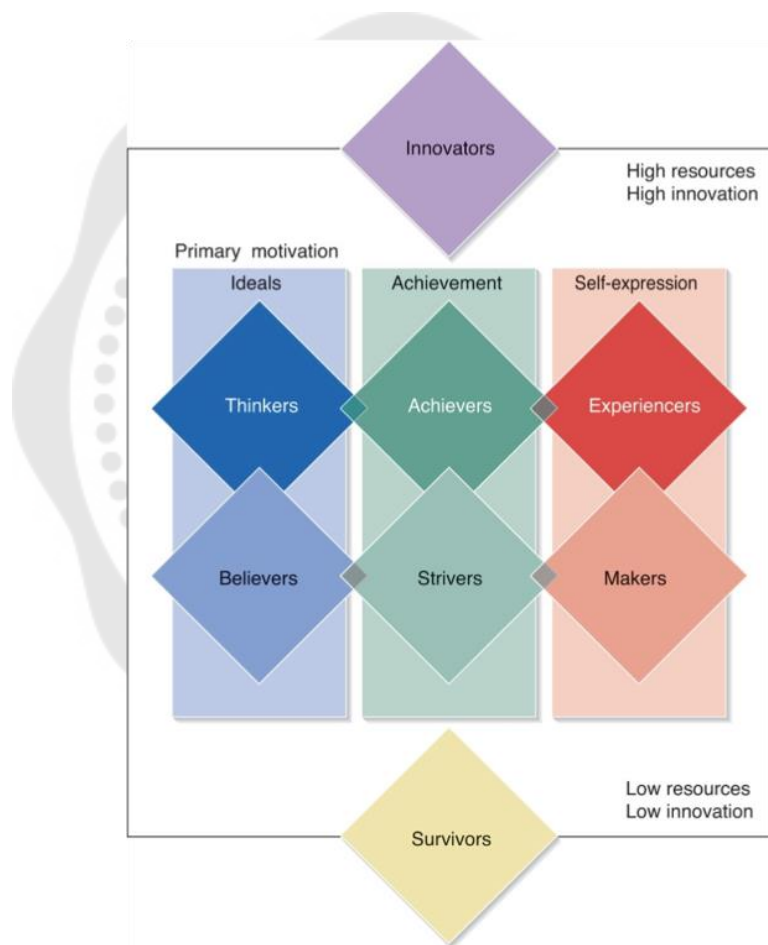 Innovators
High resources
High innovation
Primary motivation
Ideals
Achievement
Self-expression
Thinkers
Achievers
Experiencers
Believers
Strivers
Makers
Low resources
Low innovation
Survivors